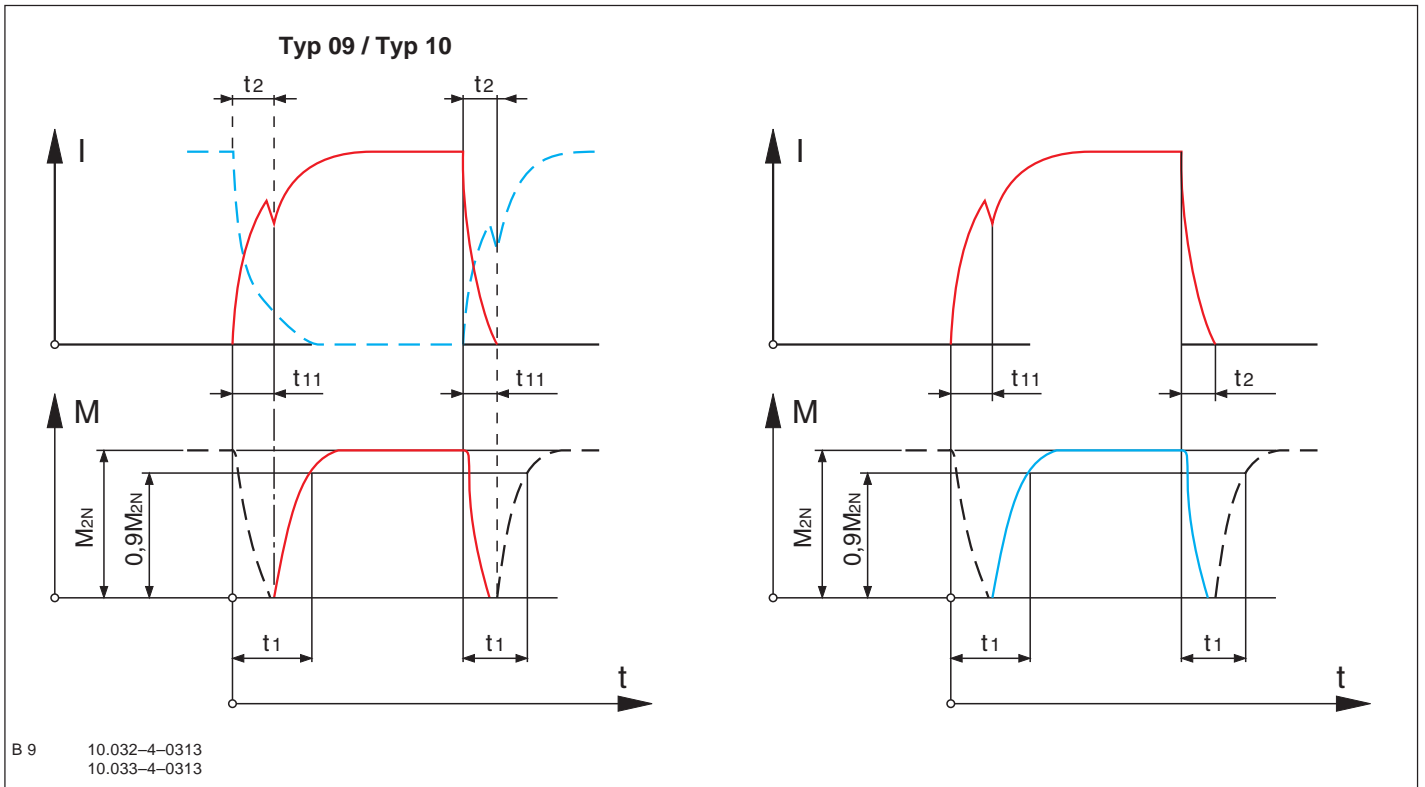 Typ 09 / Typ 10
t2 t2
I I
t11 t11 t11 t2
M M
M2N 0,9M2N M2N 0,9M2N
t1 t1 t1 t1
t t
B 9 10.032–4–0313
10.033–4–0313